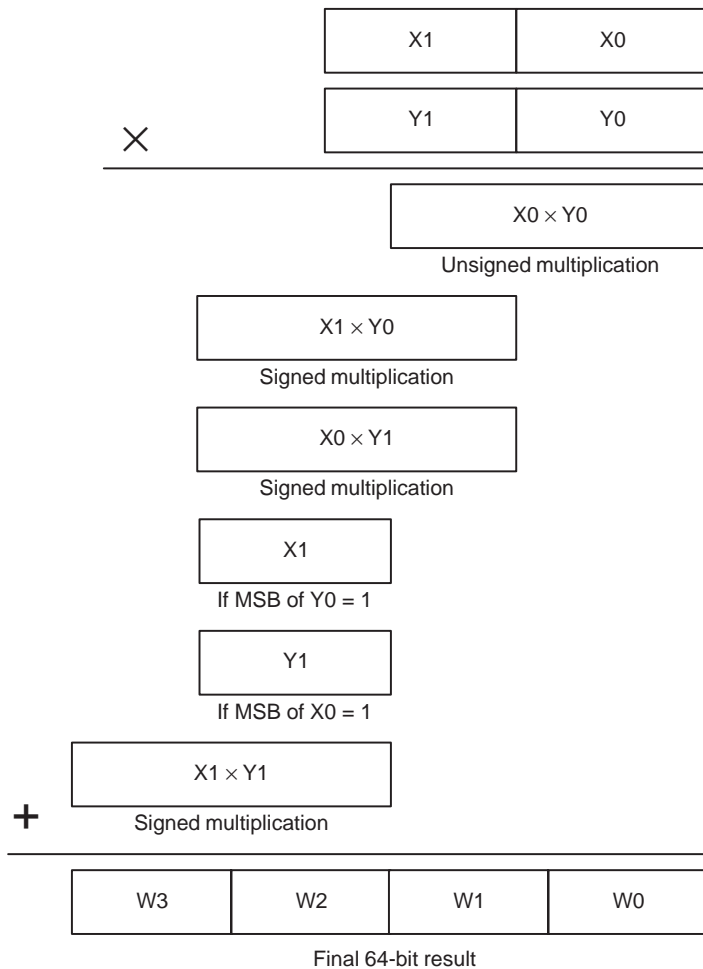 X1 X0
Y1 Y0
×
X0 × Y0
Unsigned multiplication
X1 × Y0
Signed multiplication
X0 × Y1
Signed multiplication
X1
If MSB of Y0 = 1
Y1
If MSB of X0 = 1
X1 × Y1
+
Signed multiplication
W3 W2 W1 W0
Final 64-bit result